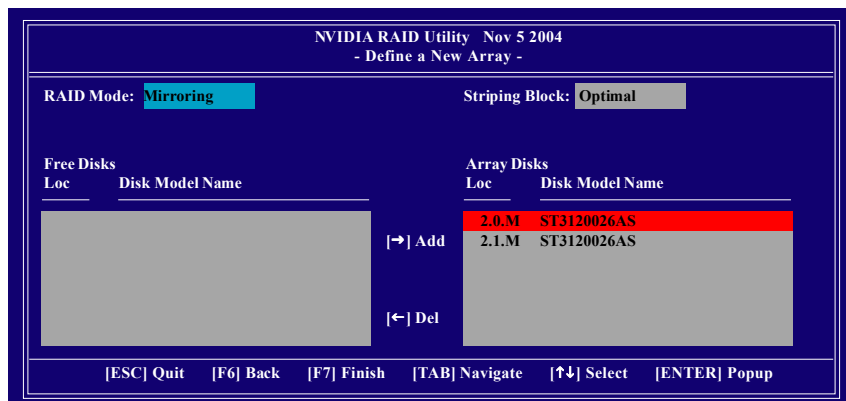 NVIDIA RAID Utility Nov 5 2004
- Define a New Array -
RAID Mode: Mirroring Striping Block: Optimal
Free Disks Array Disks
Loc Disk Model Name Loc Disk Model Name
2.0.M ST3120026AS
[→] Add 2.1.M ST3120026AS
[←] Del
[ESC] Quit [F6] Back [F7] Finish [TAB] Navigate [↑↓] Select [ENTER] Popup